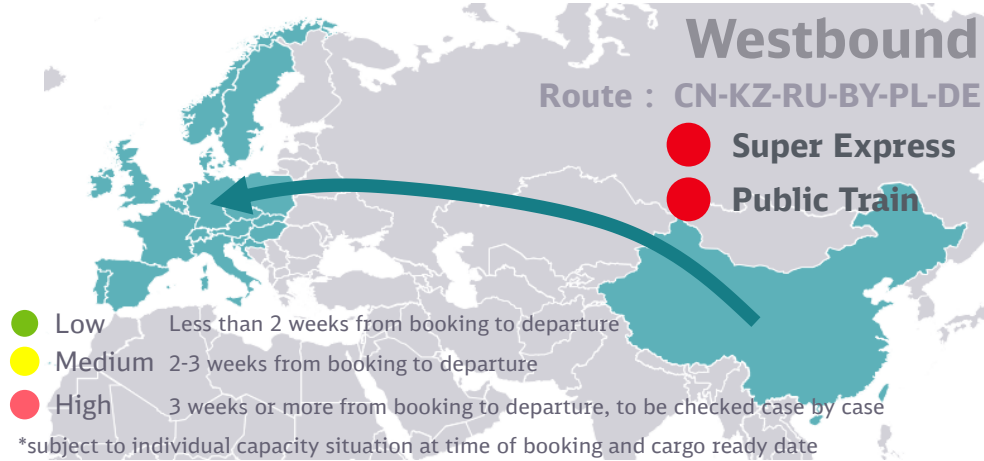 Westbound
Route : CN-KZ-RU-BY-PL-DE
Super Express
Public Train
Low Less than 2 weeks from booking to departure
Medium 2-3 weeks from booking to departure
High 3 weeks or more from booking to departure, to be checked case by case
*subject to individual capacity situation at time of booking and cargo ready date